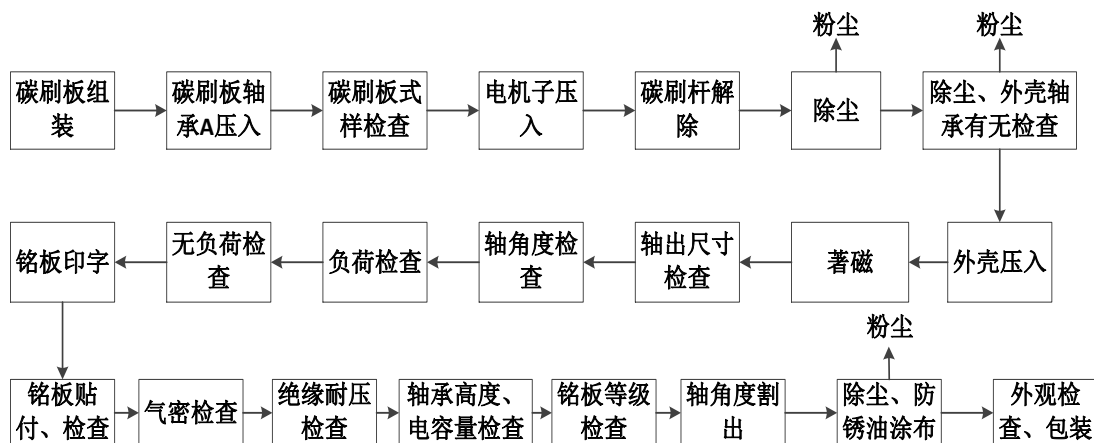 粉尘
粉尘
碳刷板组
装
碳刷板轴
承A压入
碳刷板式
样检查
电机子压
入
碳刷杆解
除
除尘
除尘、外壳轴
承有无检查
铭板印字
无负荷检
查
负荷检查
轴角度检
查
轴出尺寸
检查
著磁
外壳压入
粉尘
铭板贴
付、检查
气密检查
绝缘耐压
检查
轴承高度、
电容量检查
铭板等级
检查
轴角度割
出
除尘、防
锈油涂布
外观检
查、包装